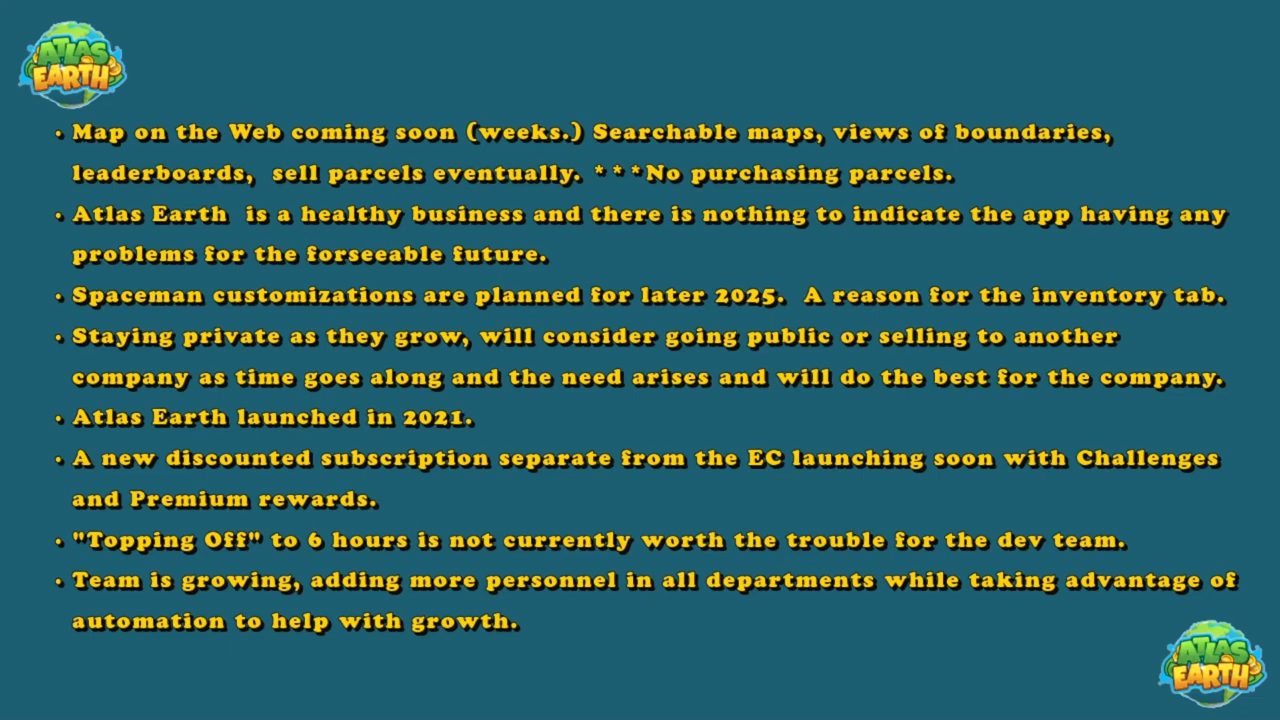 ATLAS
EARTH
• Map on the Web coming soon (weeks.) Searchable maps, views of boundaries,
leaderboards,  sell parcels eventually. ***No purchasing parcels.
• Atlas Earth  is a healthy business and there is nothing to indicate the app having any
problems for the forseeable future.
• Spaceman customizations are planned for later 2025.  A reason for the inventory tab.
• Staying private as they grow, will consider going public or selling to another
company as time goes along and the need arises and will do the best for the company.
• Atlas Earth launched in 2021.
• A new discounted subscription separate from the EC launching soon with Challenges
and Premium rewards.
• "Topping Off" to 6 hours is not currently worth the trouble for the dev team.
• Team is growing, adding more personnel in all departments while taking advantage of
automation to help with growth.
ATLAS
EARTH